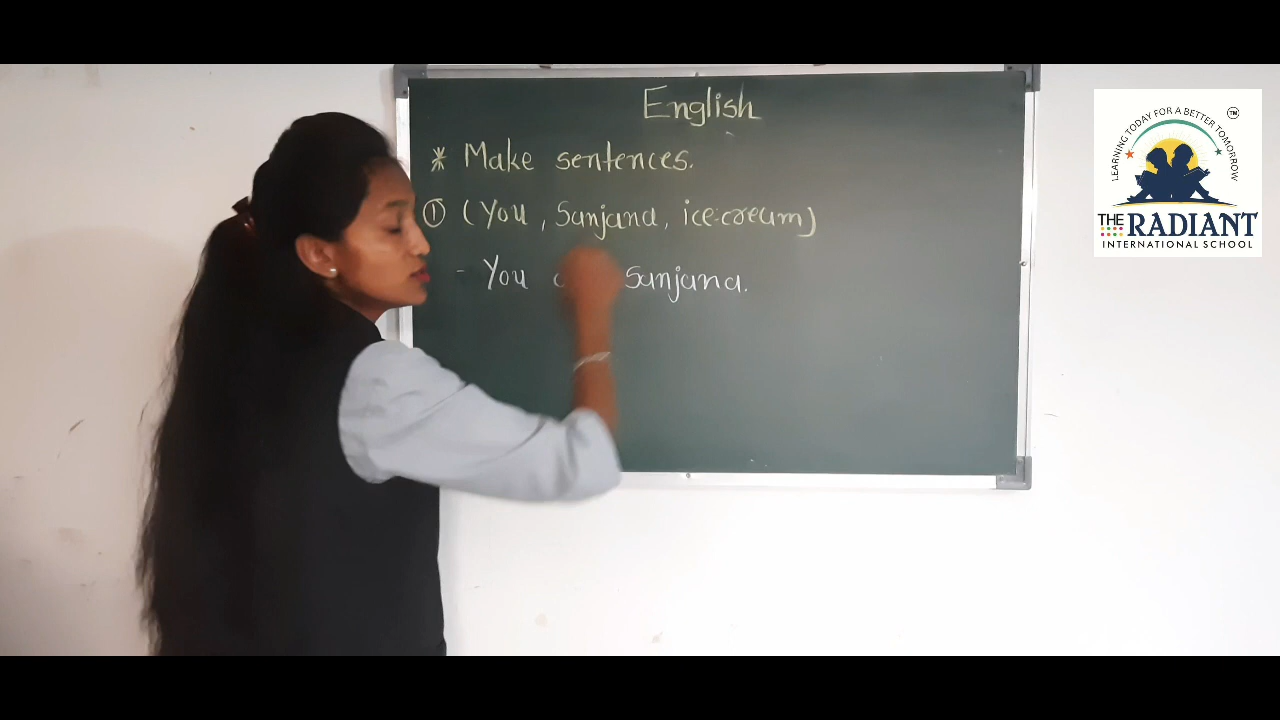 English
* Make sentences.
① (You, Sanjana, ice-cream)
- You Sanjana.
LEARNING TODAY FOR A BETTER TOMORROW
TM
THE RADIANT
INTERNATIONAL SCHOOL